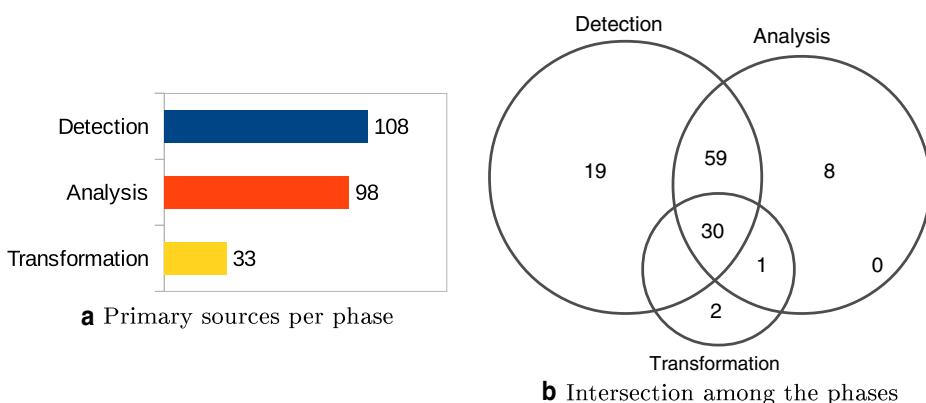 Detection 108
Analysis 98
Transformation 33
a Primary sources per phase
Detection
Analysis
19
59
8
30
1
0
2
Transformation
b Intersection among the phases